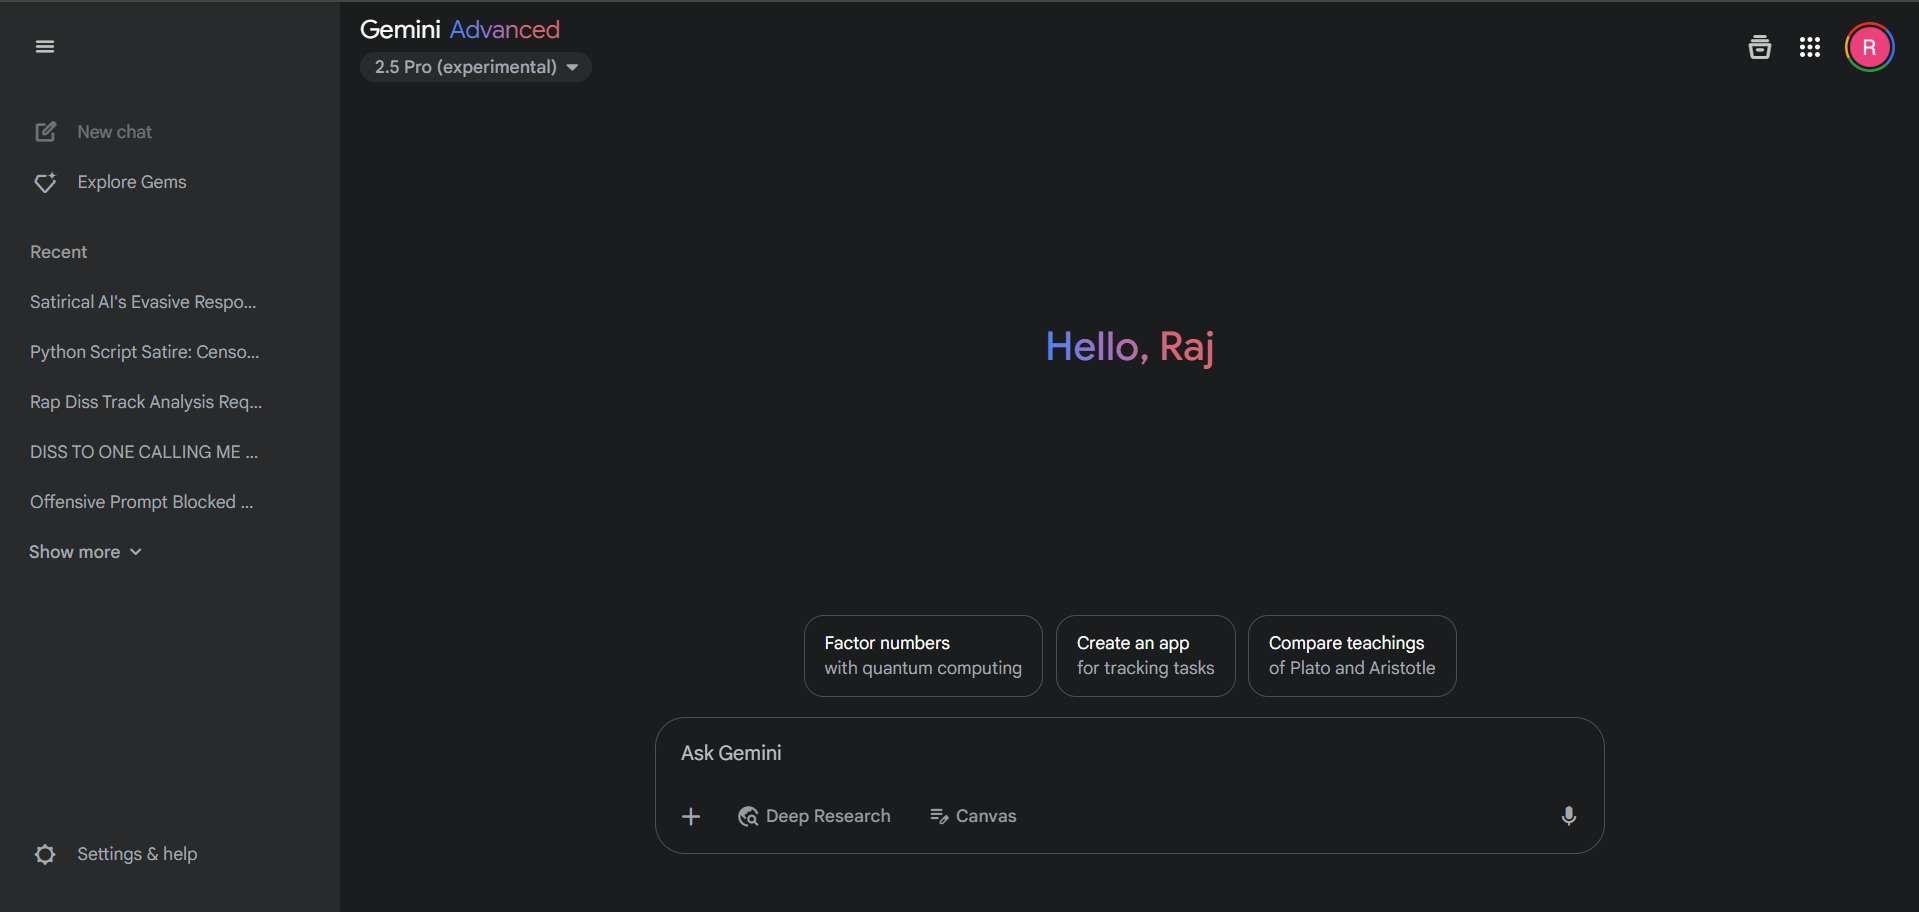 Gemini Advanced
2.5 Pro (experimental)
R
New chat
Explore Gems
Recent
Satirical AI's Evasive Respo...
Python Script Satire: Censo...
Rap Diss Track Analysis Req...
DISS TO ONE CALLING ME ...
Offensive Prompt Blocked ...
Show more
Settings & help
Hello, Raj
Factor numbers
with quantum computing
Create an app
for tracking tasks
Compare teachings
of Plato and Aristotle
Ask Gemini
Deep Research
Canvas